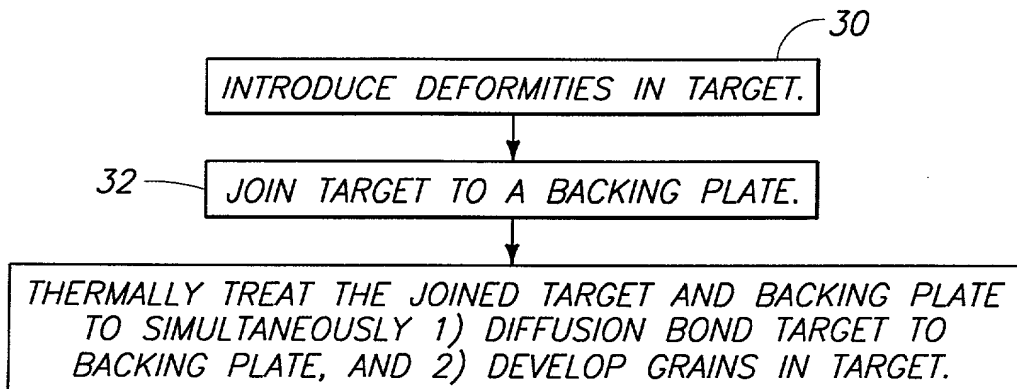 30
INTRODUCE DEFORMITIES IN TARGET.
32
JOIN TARGET TO A BACKING PLATE.
THERMALLY TREAT THE JOINED TARGET AND BACKING PLATE
TO SIMULTANEOUSLY 1) DIFFUSION BOND TARGET TO
BACKING PLATE, AND 2) DEVELOP GRAINS IN TARGET.